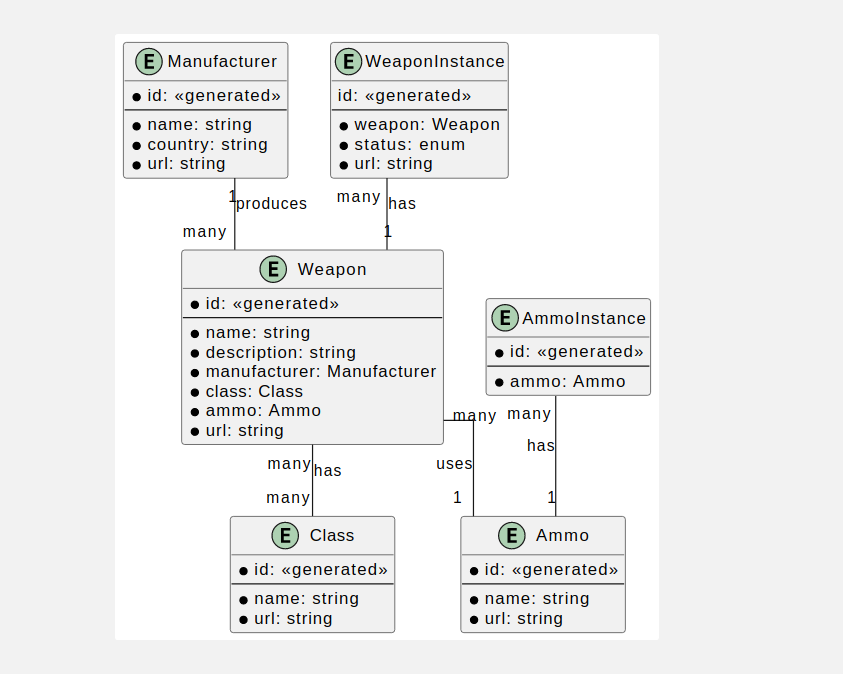 E Manufacturer
id: «generated»
name: string
country: string
url: string
E WeaponInstance
id: «generated»
weapon: Weapon
status: enum
url: string
1
produces
many
many
has
1
E Weapon
id: «generated»
name: string
description: string
manufacturer: Manufacturer
class: Class
ammo: Ammo
url: string
E AmmoInstance
id: «generated»
ammo: Ammo
many
has
many
many
uses
1
many
has
1
E Class
id: «generated»
name: string
url: string
E Ammo
id: «generated»
name: string
url: string